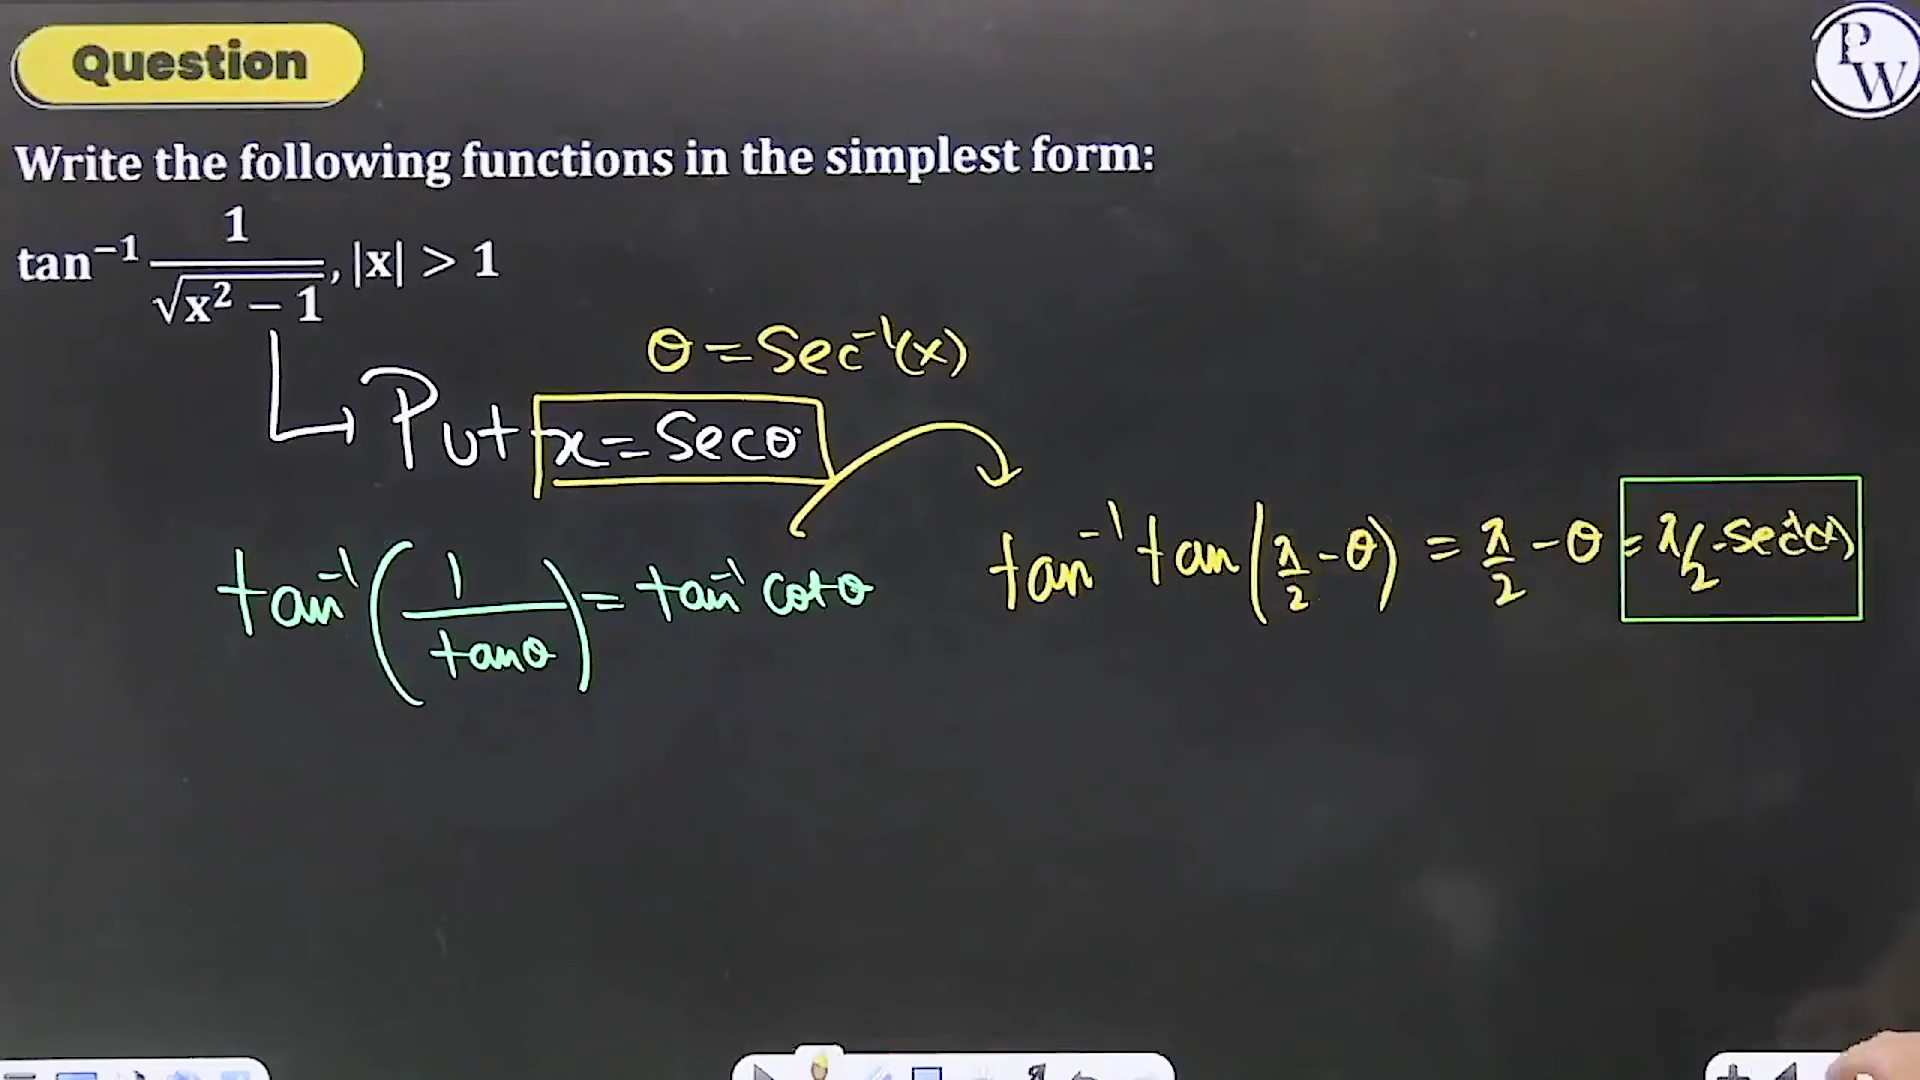 Question
PW
Write the following functions in the simplest form:
tan⁻¹ 1/√(x² − 1), |x| > 1
θ = Sec⁻¹(x)
Put x = Secθ
tan⁻¹(1/tanθ) = tan⁻¹ cotθ
tan⁻¹ tan(π/2 − θ) = π/2 − θ = π/2 − Sec⁻¹(x)